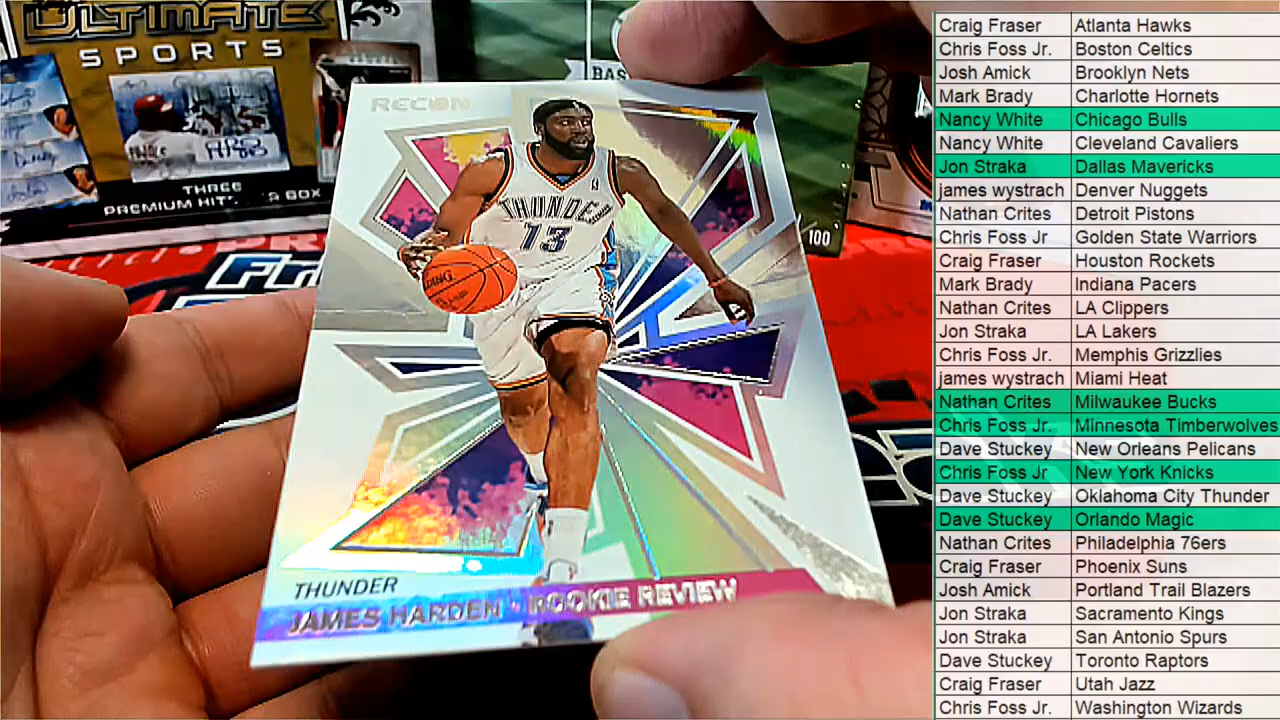 ULTIMATE
SPORTS
THREE
PREMIUM HIT
BOX
BAS
/100
RECON
THUNDER
13
THUNDER
JAMES HARDEN · ROOKIE REVIEW
Craig Fraser Atlanta Hawks
Chris Foss Jr. Boston Celtics
Josh Amick Brooklyn Nets
Mark Brady Charlotte Hornets
Nancy White Chicago Bulls
Nancy White Cleveland Cavaliers
Jon Straka Dallas Mavericks
james wystrach Denver Nuggets
Nathan Crites Detroit Pistons
Chris Foss Jr Golden State Warriors
Craig Fraser Houston Rockets
Mark Brady Indiana Pacers
Nathan Crites LA Clippers
Jon Straka LA Lakers
Chris Foss Jr. Memphis Grizzlies
james wystrach Miami Heat
Nathan Crites Milwaukee Bucks
Chris Foss Jr. Minnesota Timberwolves
Dave Stuckey New Orleans Pelicans
Chris Foss Jr New York Knicks
Dave Stuckey Oklahoma City Thunder
Dave Stuckey Orlando Magic
Nathan Crites Philadelphia 76ers
Craig Fraser Phoenix Suns
Josh Amick Portland Trail Blazers
Jon Straka Sacramento Kings
Jon Straka San Antonio Spurs
Dave Stuckey Toronto Raptors
Craig Fraser Utah Jazz
Chris Foss Jr. Washington Wizards